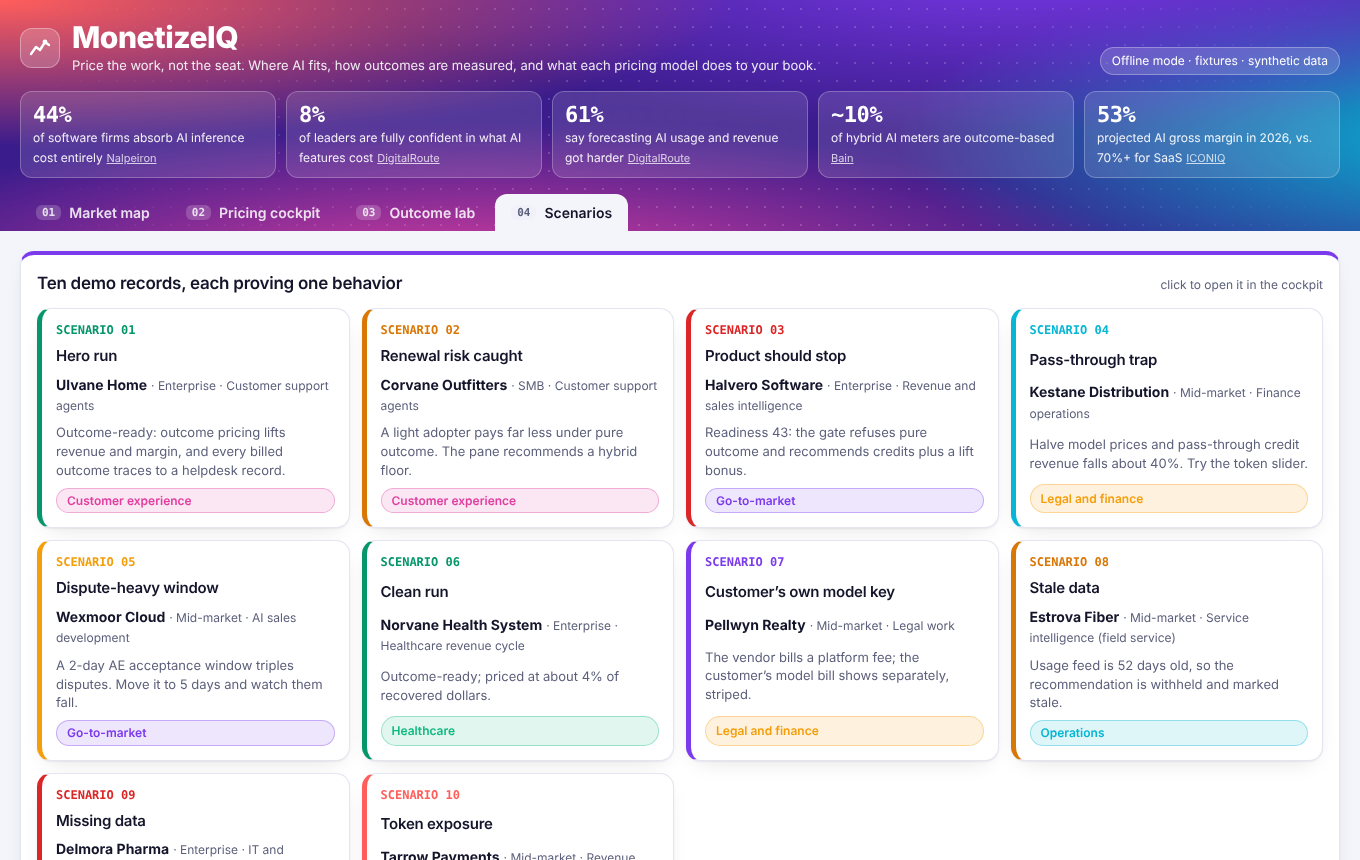 MonetizeIQ
Price the work, not the seat. Where AI fits, how outcomes are measured, and what each pricing model does to your book.
Offline mode · fixtures · synthetic data
44%
of software firms absorb AI inference
cost entirely Nalpeiron
8%
of leaders are fully confident in what AI
features cost DigitalRoute
61%
say forecasting AI usage and revenue
got harder DigitalRoute
~10%
of hybrid AI meters are outcome-based
Bain
53%
projected AI gross margin in 2026, vs.
70%+ for SaaS ICONIQ
01 Market map
02 Pricing cockpit
03 Outcome lab
04 Scenarios
Ten demo records, each proving one behavior
click to open it in the cockpit
SCENARIO 01
Hero run
Ulvane Home · Enterprise · Customer support
agents
Outcome-ready: outcome pricing lifts
revenue and margin, and every billed
outcome traces to a helpdesk record.
Customer experience
SCENARIO 02
Renewal risk caught
Corvane Outfitters · SMB · Customer support
agents
A light adopter pays far less under pure
outcome. The pane recommends a hybrid
floor.
Customer experience
SCENARIO 03
Product should stop
Halvero Software · Enterprise · Revenue and
sales intelligence
Readiness 43: the gate refuses pure
outcome and recommends credits plus a lift
bonus.
Go-to-market
SCENARIO 04
Pass-through trap
Kestane Distribution · Mid-market · Finance
operations
Halve model prices and pass-through credit
revenue falls about 40%. Try the token slider.
Legal and finance
SCENARIO 05
Dispute-heavy window
Wexmoor Cloud · Mid-market · AI sales
development
A 2-day AE acceptance window triples
disputes. Move it to 5 days and watch them
fall.
Go-to-market
SCENARIO 06
Clean run
Norvane Health System · Enterprise ·
Healthcare revenue cycle
Outcome-ready; priced at about 4% of
recovered dollars.
Healthcare
SCENARIO 07
Customer’s own model key
Pellwyn Realty · Mid-market · Legal work
The vendor bills a platform fee; the
customer’s model bill shows separately,
striped.
Legal and finance
SCENARIO 08
Stale data
Estrova Fiber · Mid-market · Service
intelligence (field service)
Usage feed is 52 days old, so the
recommendation is withheld and marked
stale.
Operations
SCENARIO 09
Missing data
Delmora Pharma · Enterprise · IT and
SCENARIO 10
Token exposure
Tarrow Payments · Mid-market · Revenue